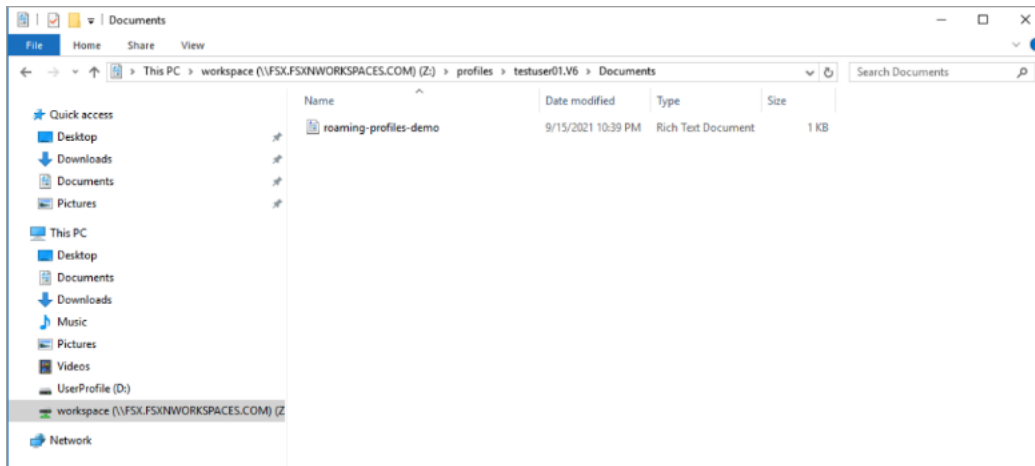 Documents
File Home Share View
This PC > workspace (\\FSX.FSXNWORKSPACES.COM) (Z:) > profiles > testuser01.V6 > Documents
Search Documents
Name Date modified Type Size
roaming-profiles-demo 9/15/2021 10:39 PM Rich Text Document 1 KB
Quick access
Desktop
Downloads
Documents
Pictures
This PC
Desktop
Documents
Downloads
Music
Pictures
Videos
UserProfile (D:)
workspace (\\FSX.FSXNWORKSPACES.COM) (Z
Network